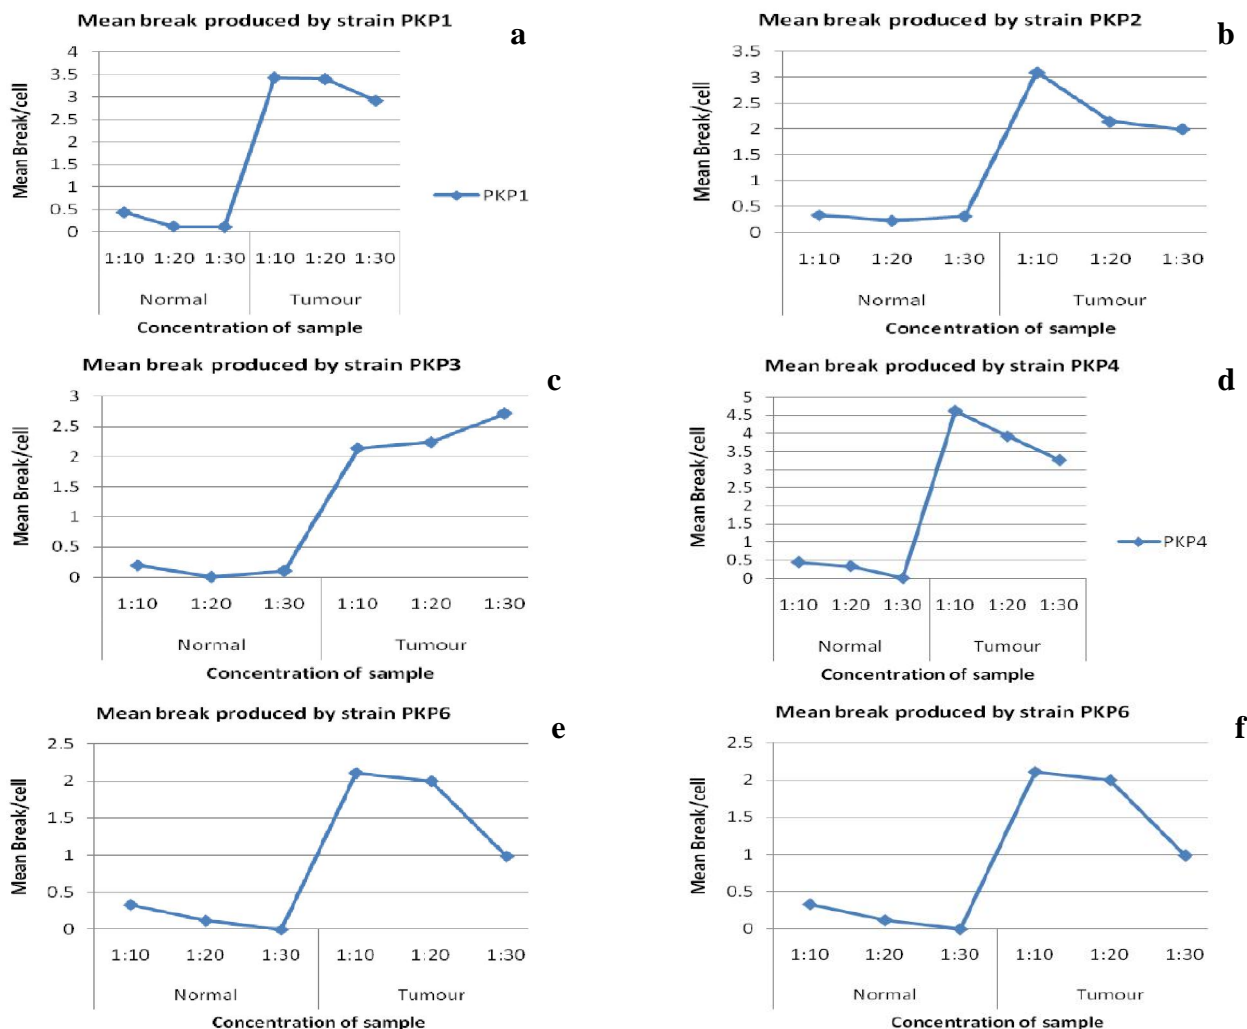 Mean break produced by strain PKP1
a
4
3.5
3
2.5
2
1.5
1
0.5
0
Mean Break/cell
PKP1
1:10 1:20 1:30 1:10 1:20 1:30
Normal Tumour
Concentration of sample
Mean break produced by strain PKP2
b
3.5
3
2.5
2
1.5
1
0.5
0
Mean Break/cell
1:10 1:20 1:30 1:10 1:20 1:30
Normal Tumour
Concentration of sample
Mean break produced by strain PKP3
c
3
2.5
2
1.5
1
0.5
0
Mean Break/cell
1:10 1:20 1:30 1:10 1:20 1:30
Normal Tumour
Concentration of sample
Mean break produced by strain PKP4
d
5
4.5
4
3.5
3
2.5
2
1.5
1
0.5
0
Mean Break/cell
PKP4
1:10 1:20 1:30 1:10 1:20 1:30
Normal Tumour
Concentration of sample
Mean break produced by strain PKP6
e
2.5
2
1.5
1
0.5
0
Mean Break/cell
1:10 1:20 1:30 1:10 1:20 1:30
Normal Tumour
Concentration of sample
Mean break produced by strain PKP6
f
2.5
2
1.5
1
0.5
0
Mean Break/cell
1:10 1:20 1:30 1:10 1:20 1:30
Normal Tumour
Concentration of sample